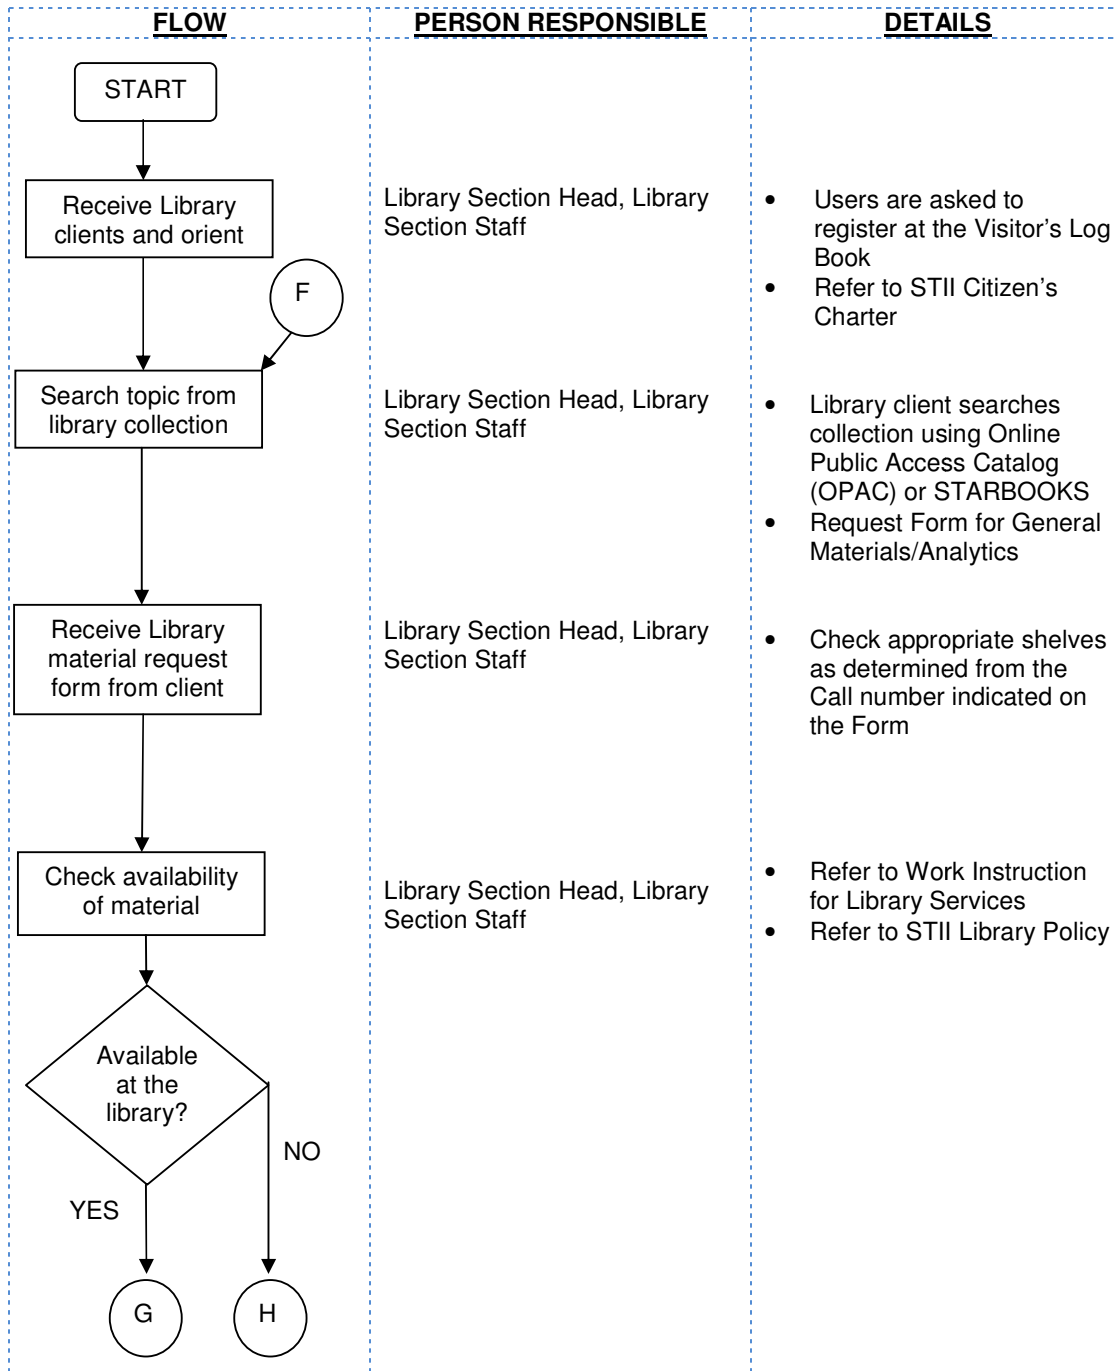 FLOW
PERSON RESPONSIBLE
DETAILS
START
Receive Library
clients and orient
Library Section Head, Library
Section Staff
• Users are asked to
register at the Visitor’s Log
Book
• Refer to STII Citizen’s
Charter
F
Search topic from
library collection
Library Section Head, Library
Section Staff
• Library client searches
collection using Online
Public Access Catalog
(OPAC) or STARBOOKS
• Request Form for General
Materials/Analytics
Receive Library
material request
form from client
Library Section Head, Library
Section Staff
• Check appropriate shelves
as determined from the
Call number indicated on
the Form
Check availability
of material
Library Section Head, Library
Section Staff
• Refer to Work Instruction
for Library Services
• Refer to STII Library Policy
Available
at the
library?
NO
YES
G
H